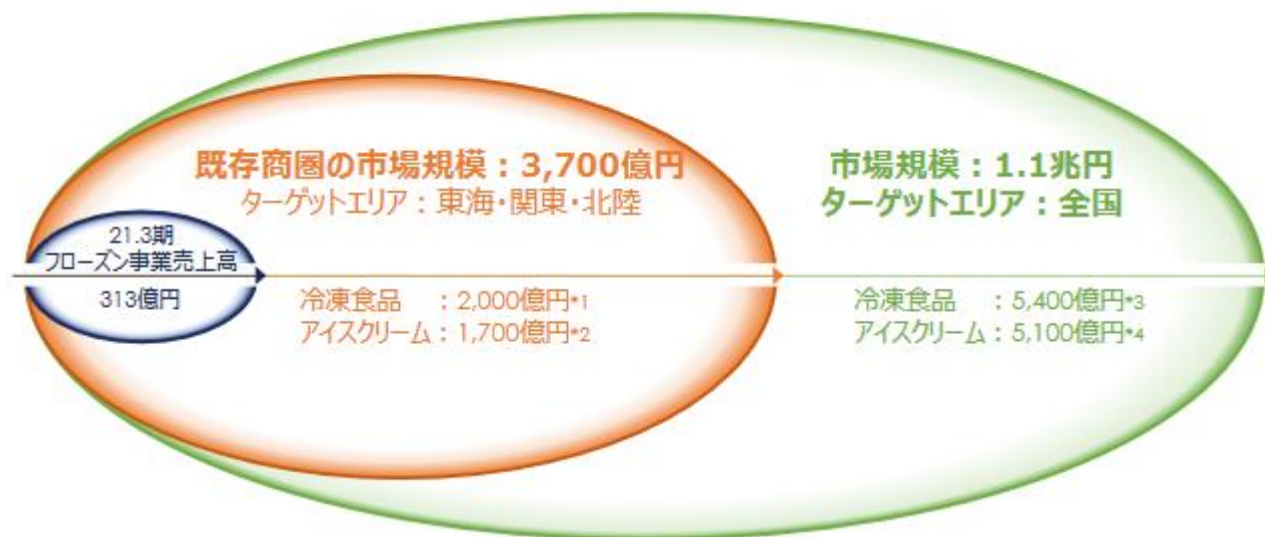 既存商圏の市場規模：3,700億円
ターゲットエリア：東海・関東・北陸
市場規模：1.1兆円
ターゲットエリア：全国
21.3期
フローズン事業売上高
313億円
冷凍食品　：2,000億円*1
アイスクリーム：1,700億円*2
冷凍食品　：5,400億円*3
アイスクリーム：5,100億円*4